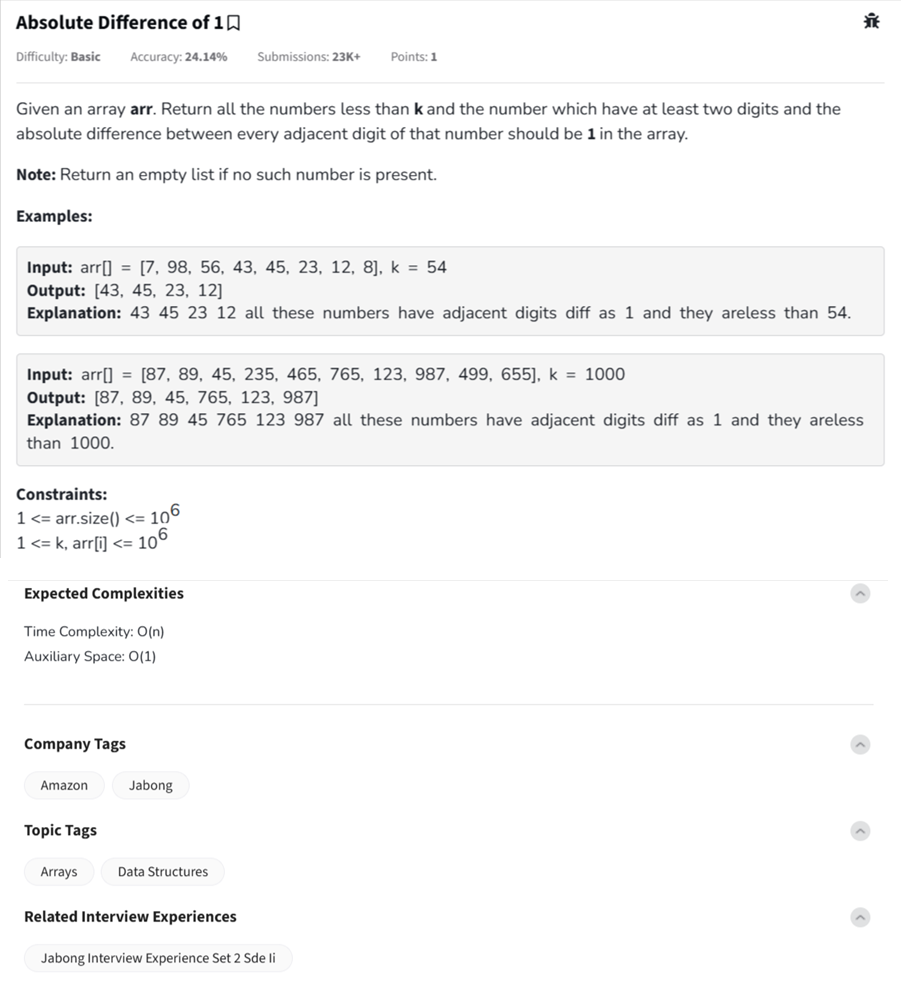 Absolute Difference of 1
Difficulty: Basic Accuracy: 24.14% Submissions: 23K+ Points: 1
Given an array arr. Return all the numbers less than k and the number which have at least two digits and the
absolute difference between every adjacent digit of that number should be 1 in the array.
Note: Return an empty list if no such number is present.
Examples:
Input: arr[] = [7, 98, 56, 43, 45, 23, 12, 8], k = 54
Output: [43, 45, 23, 12]
Explanation: 43 45 23 12 all these numbers have adjacent digits diff as 1 and they areless than 54.
Input: arr[] = [87, 89, 45, 235, 465, 765, 123, 987, 499, 655], k = 1000
Output: [87, 89, 45, 765, 123, 987]
Explanation: 87 89 45 765 123 987 all these numbers have adjacent digits diff as 1 and they areless
than 1000.
Constraints:
1 <= arr.size() <= 10^6
1 <= k, arr[i] <= 10^6
Expected Complexities
Time Complexity: O(n)
Auxiliary Space: O(1)
Company Tags
Amazon Jabong
Topic Tags
Arrays Data Structures
Related Interview Experiences
Jabong Interview Experience Set 2 Sde Ii